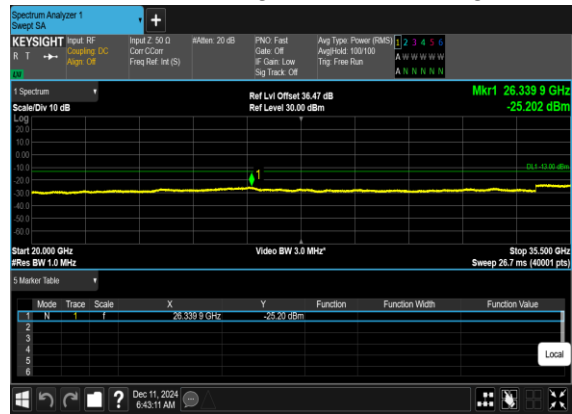 Spectrum Analyzer 1
Swept SA
KEYSIGHT Input: RF Input Z: 50 Ω #Atten: 20 dB PNO: Fast Avg Type: Power (RMS) 1 2 3 4 5 6
R T Coupling: DC Corr CCorr Gate: Off Avg|Hold: 100/100 A W W W W W
Align: Off Freq Ref: Int (S) IF Gain: Low Trig: Free Run
Sig Track: Off A N N N N N
1 Spectrum Ref Lvl Offset 36.47 dB Mkr1 26.339 9 GHz
Scale/Div 10 dB Ref Level 30.00 dBm -25.202 dBm
Log
20.0
10.00
0.00
-10.0 DL1 -13.00 dBm
1
-20.0
-30.0
-40.0
-50.0
-60.0
Start 20.000 GHz Video BW 3.0 MHz* Stop 35.500 GHz
#Res BW 1.0 MHz Sweep 26.7 ms (40001 pts)
5 Marker Table
Mode Trace Scale X Y Function Function Width Function Value
1 N 1 f 26.339 9 GHz -25.20 dBm
2
3
4
5
6
Local
? Dec 11, 2024
6:43:11 AM